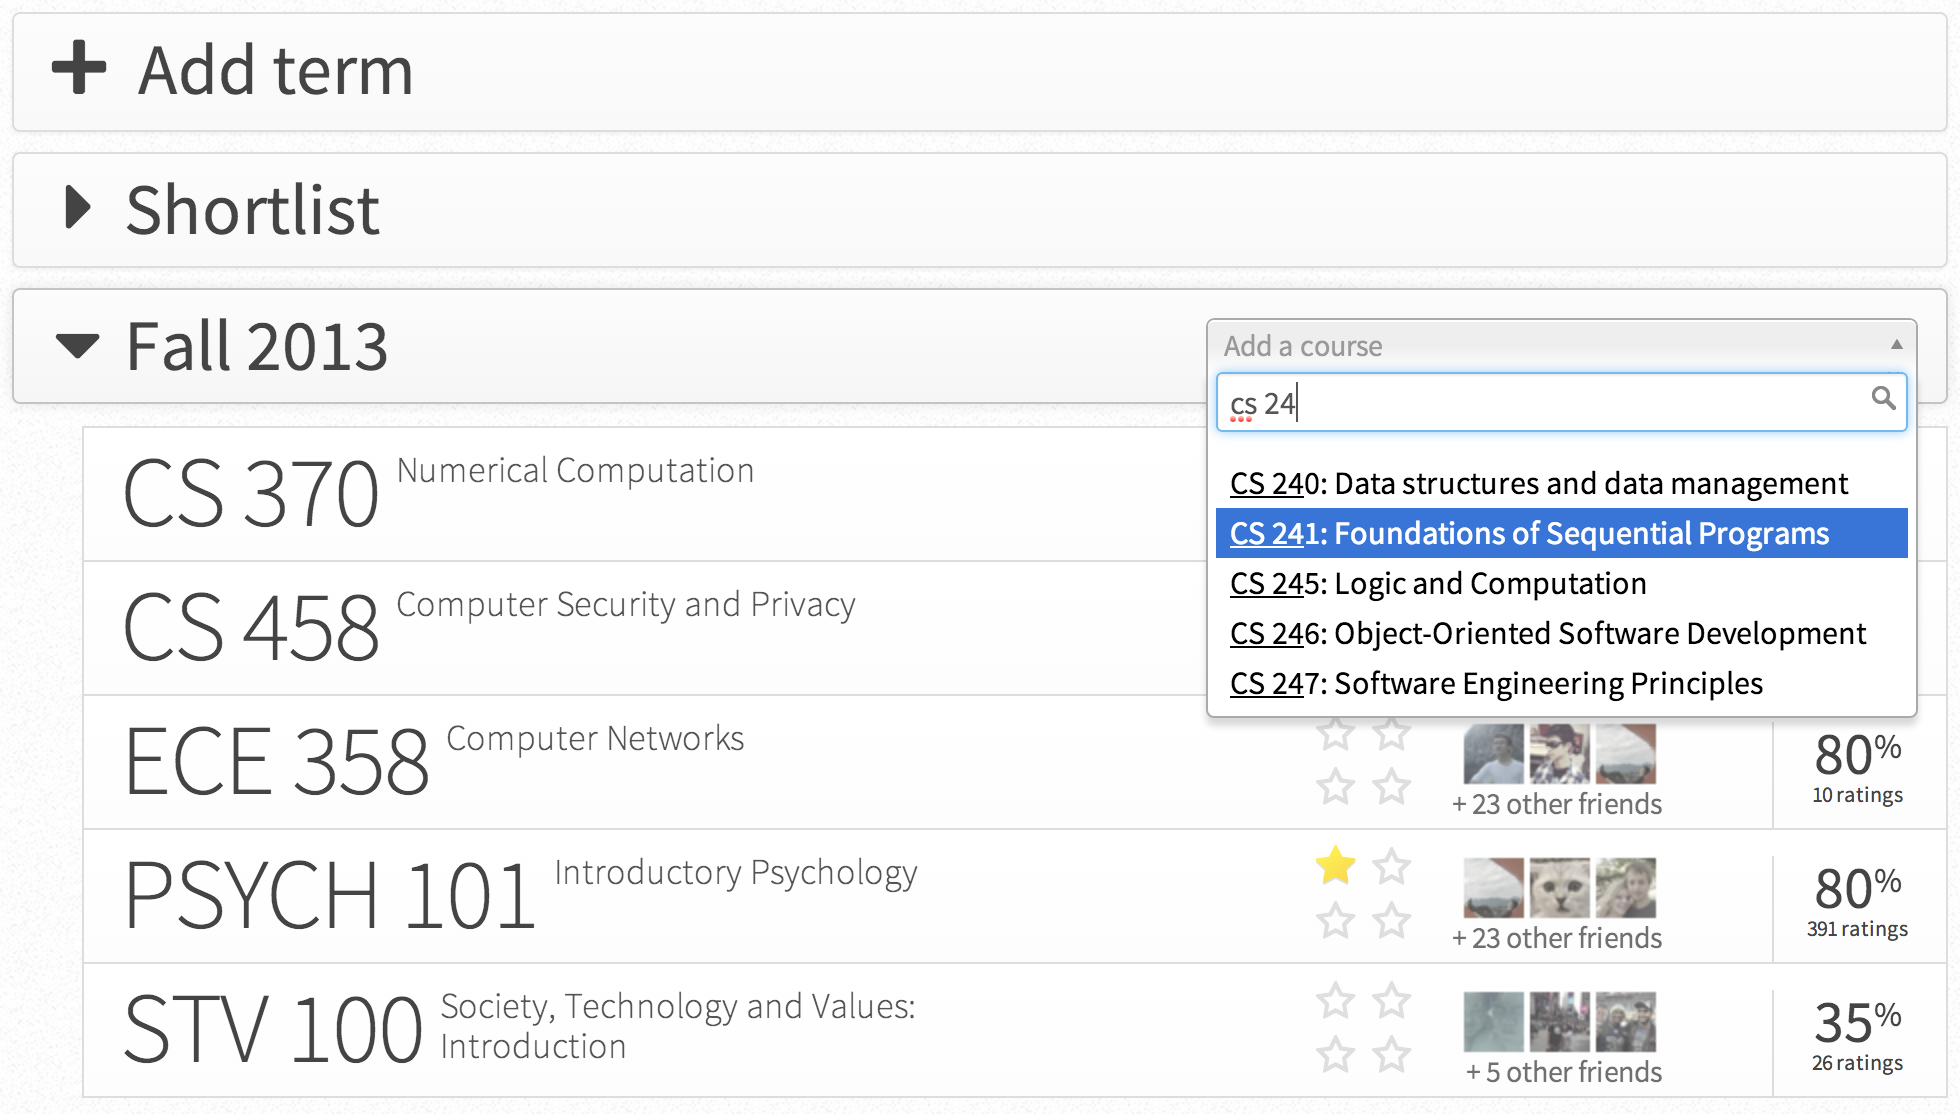 Add term
Shortlist
Fall 2013
Add a course
cs 24
CS 240: Data structures and data management
CS 241: Foundations of Sequential Programs
CS 245: Logic and Computation
CS 246: Object-Oriented Software Development
CS 247: Software Engineering Principles
CS 370 Numerical Computation
CS 458 Computer Security and Privacy
ECE 358 Computer Networks
+ 23 other friends
80%
10 ratings
PSYCH 101 Introductory Psychology
+ 23 other friends
80%
391 ratings
STV 100 Society, Technology and Values:
Introduction
+ 5 other friends
35%
26 ratings